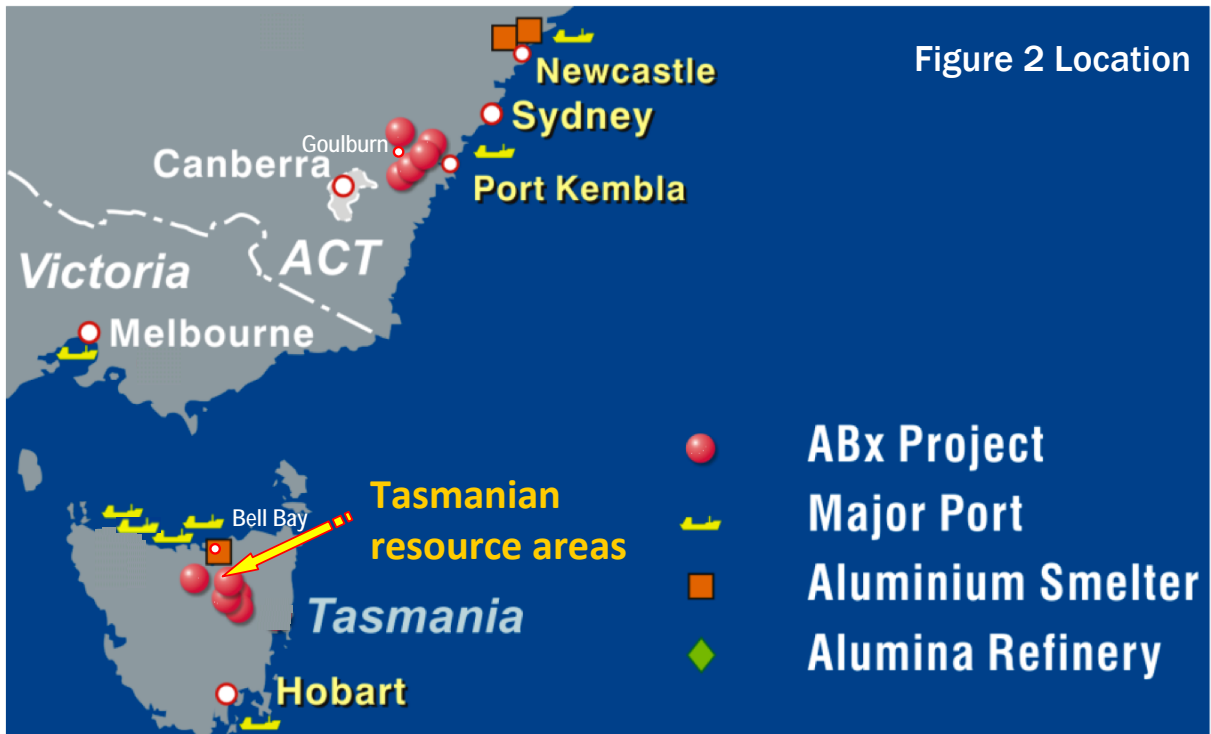 Figure 2 Location
Newcastle
Sydney
Goulburn
Canberra
Port Kembla
ACT
Victoria
Melbourne
Tasmanian
resource areas
Bell Bay
Tasmania
Hobart
ABx Project
Major Port
Aluminium Smelter
Alumina Refinery